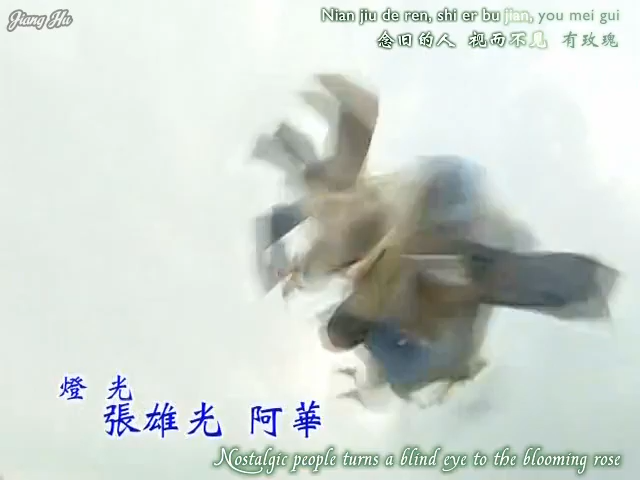 Jiang Hu
Nian jiu de ren, shi er bu jian, you mei gui
念旧的人 视而不见 有玫瑰
燈 光
張雄光 阿華
Nostalgic people turns a blind eye to the blooming rose